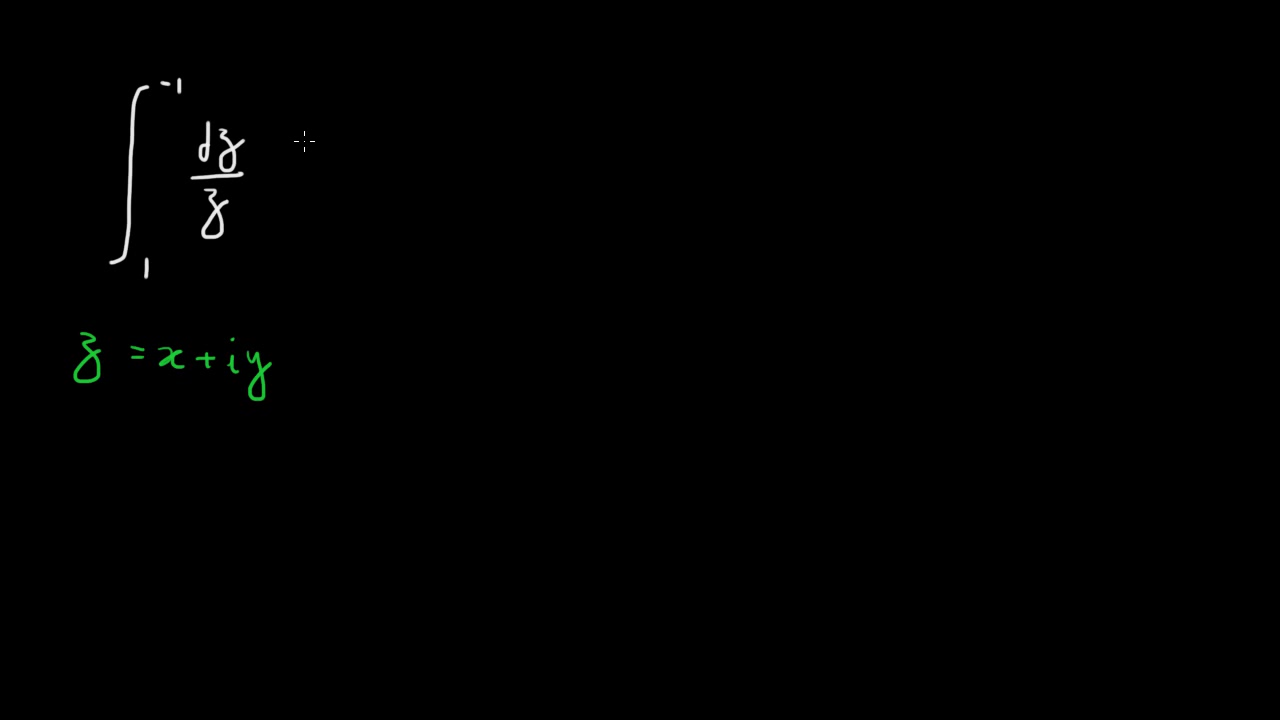 ∫₁⁻¹ dz/z
z = x + iy